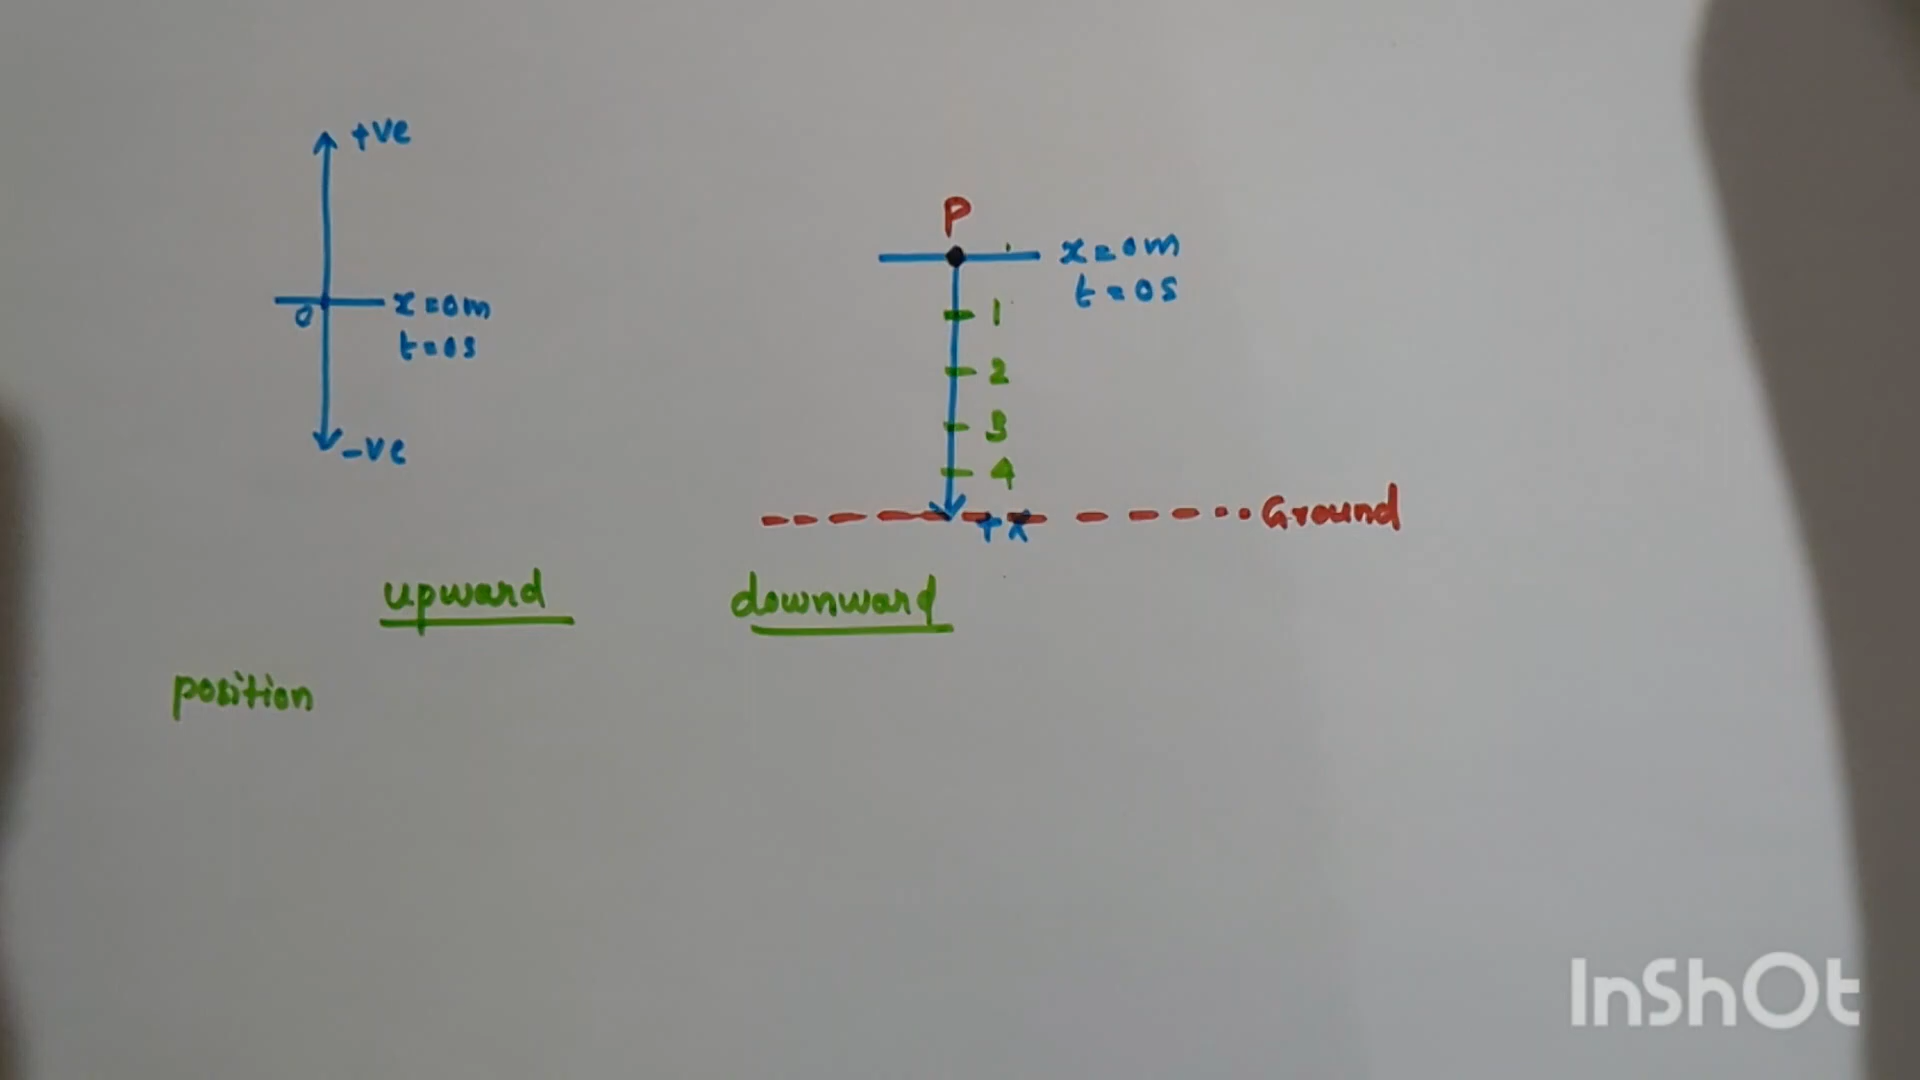 +ve
x=0m
0
t=0s
-ve
P
x=0m
t=0s
1
2
3
4
+x
Ground
upward
downward
position
InShOt